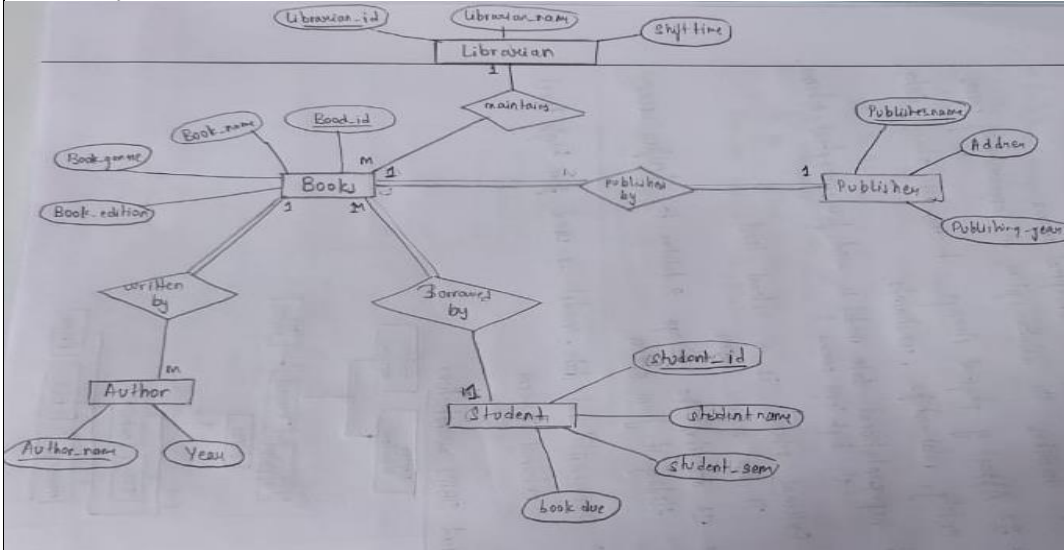 Librarian_id
Librarian_name
Shift time
Librarian
1
maintains
Book_name
Bood_id
Publisher name
Address
Book_genre
M
1
Books
published
by
1
Publisher
Book_edition
1
M
Publishing_year
written
by
Borrowed
by
M
Student_id
Author
Student
student name
Author_name
Year
student_sem
book due